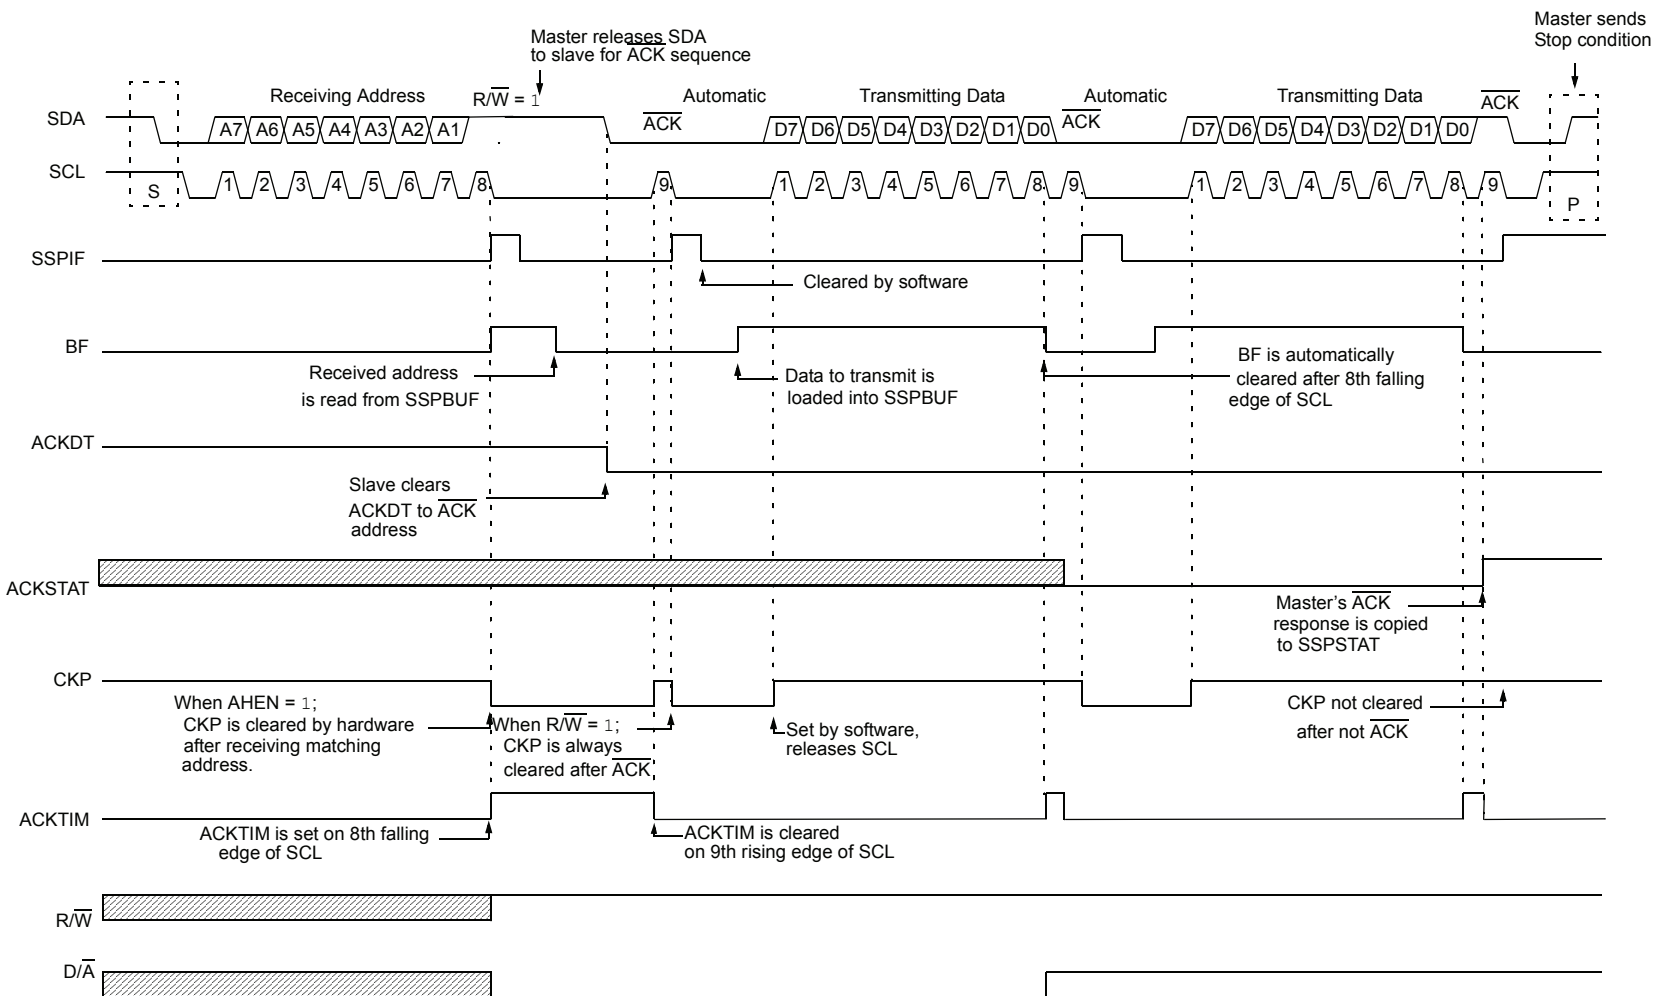 Master sends
Stop condition
Master releases SDA
to slave for ACK sequence
Receiving Address
R/W = 1
Automatic
Transmitting Data
Automatic
Transmitting Data
ACK
SDA
A7 A6 A5 A4 A3 A2 A1
ACK
D7 D6 D5 D4 D3 D2 D1 D0
ACK
D7 D6 D5 D4 D3 D2 D1 D0
SCL
S
1 2 3 4 5 6 7 8 9
1 2 3 4 5 6 7 8 9
1 2 3 4 5 6 7 8 9
P
SSPIF
Cleared by software
BF
Received address
is read from SSPBUF
Data to transmit is
loaded into SSPBUF
BF is automatically
cleared after 8th falling
edge of SCL
ACKDT
Slave clears
ACKDT to ACK
address
ACKSTAT
Master's ACK
response is copied
to SSPSTAT
CKP
When AHEN = 1;
CKP is cleared by hardware
after receiving matching
address.
When R/W = 1;
CKP is always
cleared after ACK
Set by software,
releases SCL
CKP not cleared
after not ACK
ACKTIM
ACKTIM is set on 8th falling
edge of SCL
ACKTIM is cleared
on 9th rising edge of SCL
R/W
D/A